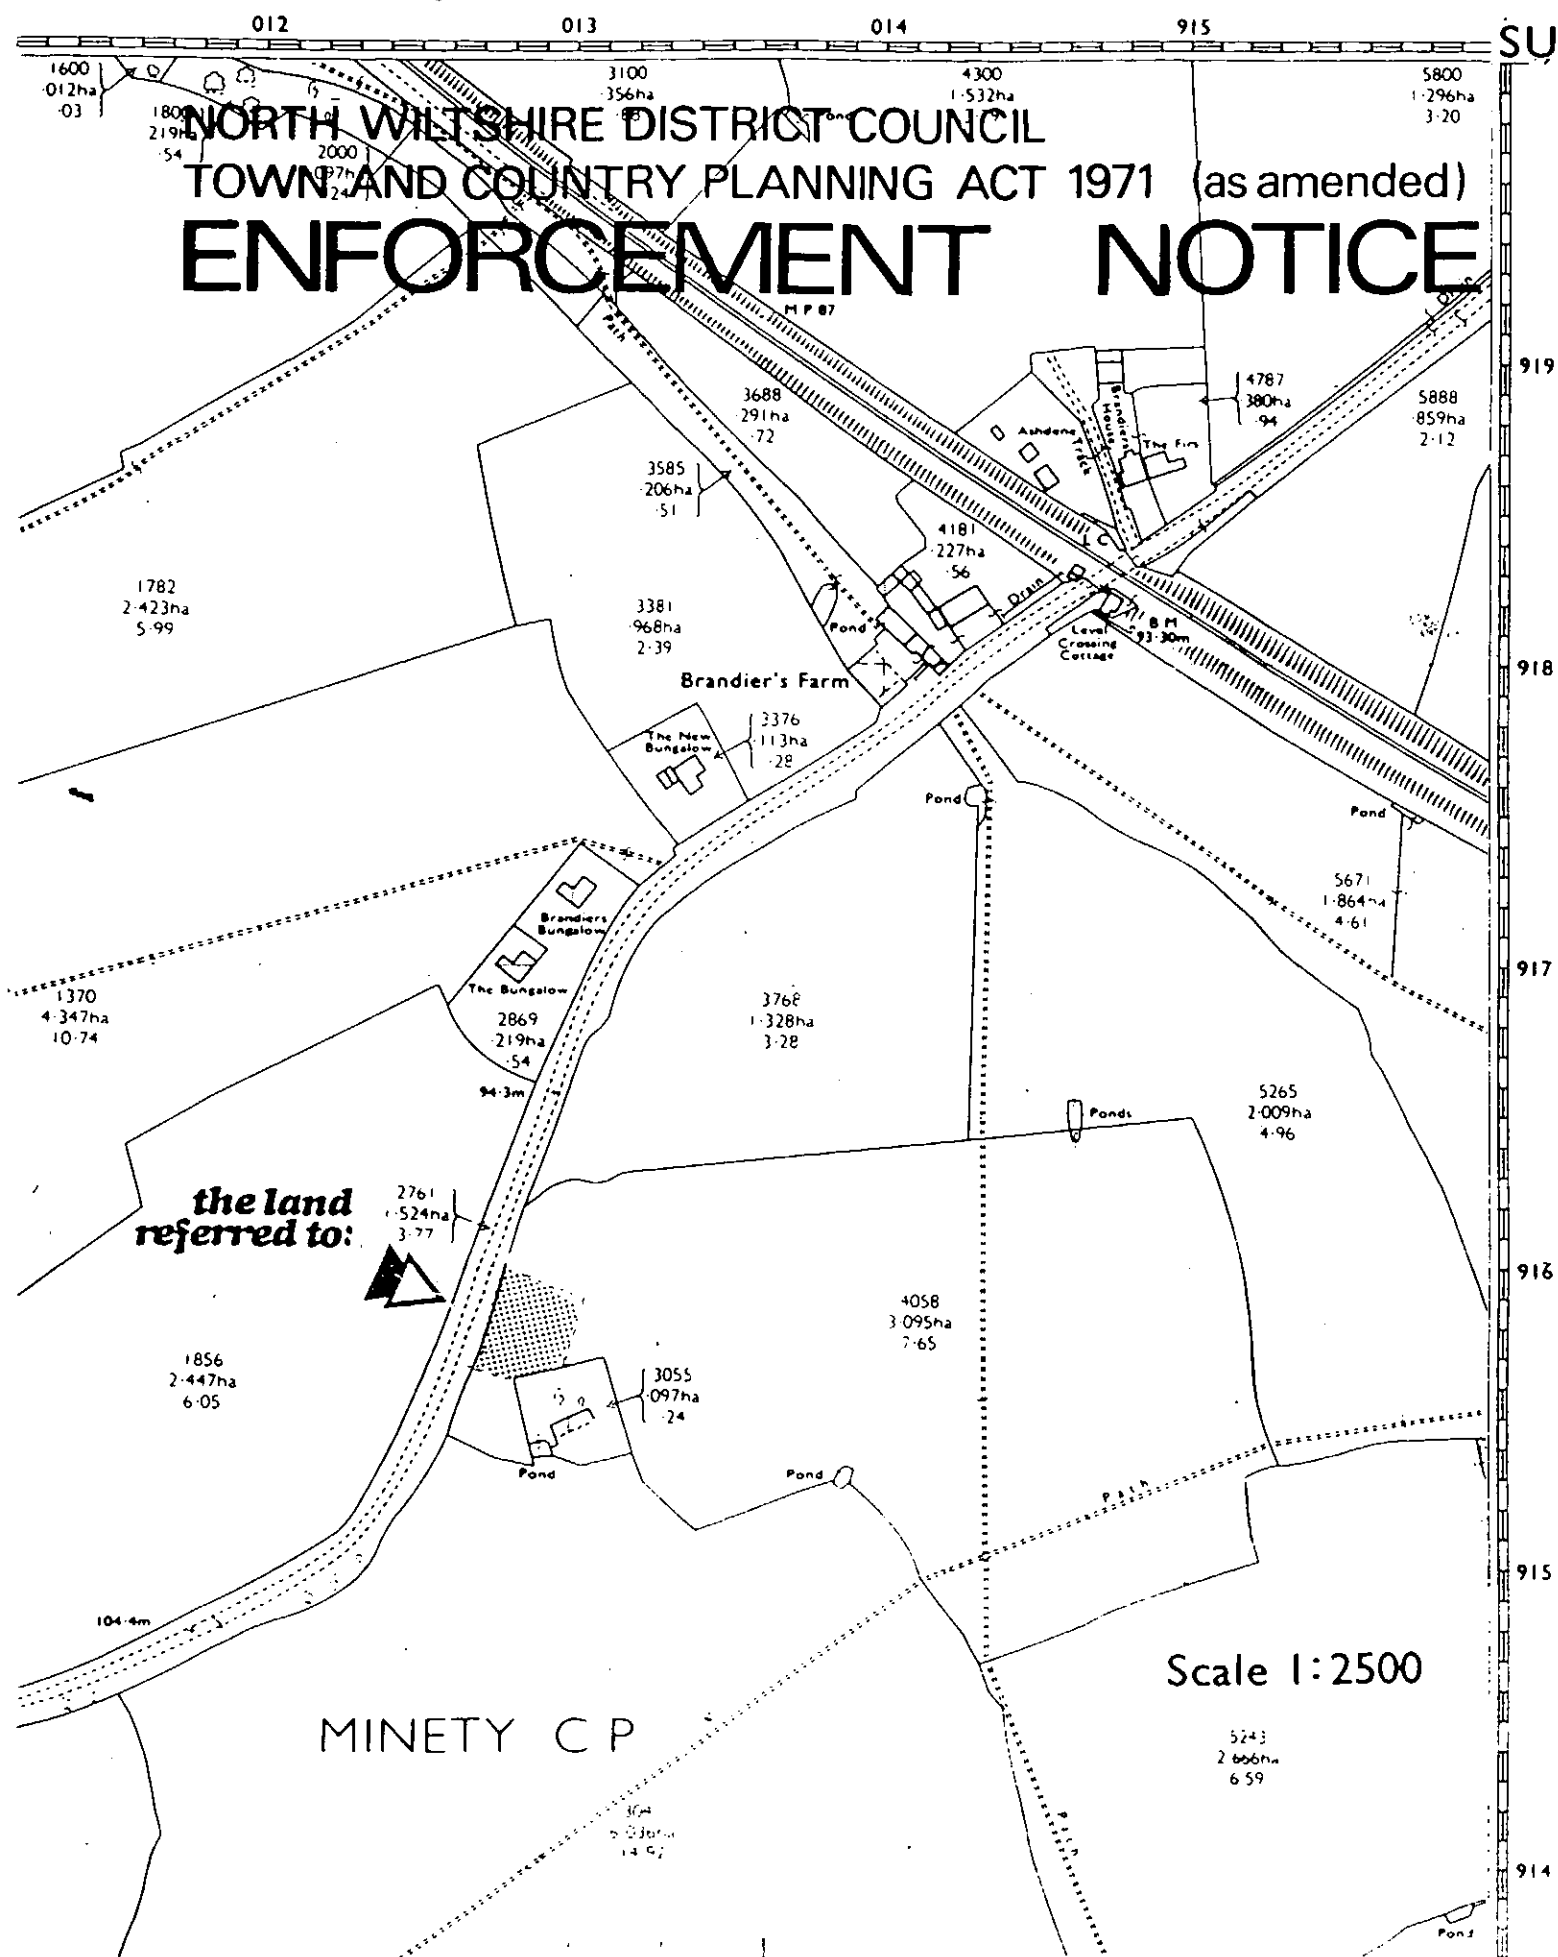 012
013
014
915
SU
1600
·012ha
·03
3100
·356ha
4300
1·532ha
5800
1·296ha
3·20
NORTH WILTSHIRE DISTRICT COUNCIL
219h
·54
2000
TOWN AND COUNTRY PLANNING ACT 1971 (as amended)
ENFORCEMENT NOTICE
M P 87
Path
919
3688
·291ha
·72
4787
·380ha
·94
5888
·859ha
2·12
Ashdene
Track
Brandiers
House
The Firs
3585
·206ha
·51
4181
·227ha
·56
L C
Drain
1782
2·423ha
5·99
3381
·968ha
2·39
Pond
B M
93·30m
Level
Crossing
Cottage
918
Brandier's Farm
The New
Bungalow
3376
·113ha
·28
Pond
Pond
5671
1·864ha
4·61
Brandiers
Bungalow
The Bungalow
917
1370
4·347ha
10·74
2869
·219ha
·54
3768
1·328ha
3·28
94·3m
Ponds
5265
2·009ha
4·96
the land
referred to:
2761
1·524ha
3·77
916
4058
3·095ha
7·65
1856
2·447ha
6·05
3055
·097ha
·24
Pond
Pond
Path
915
104·4m
Scale 1:2500
MINETY C P
5243
2·666ha
6·59
14·92
Path
914
Pond